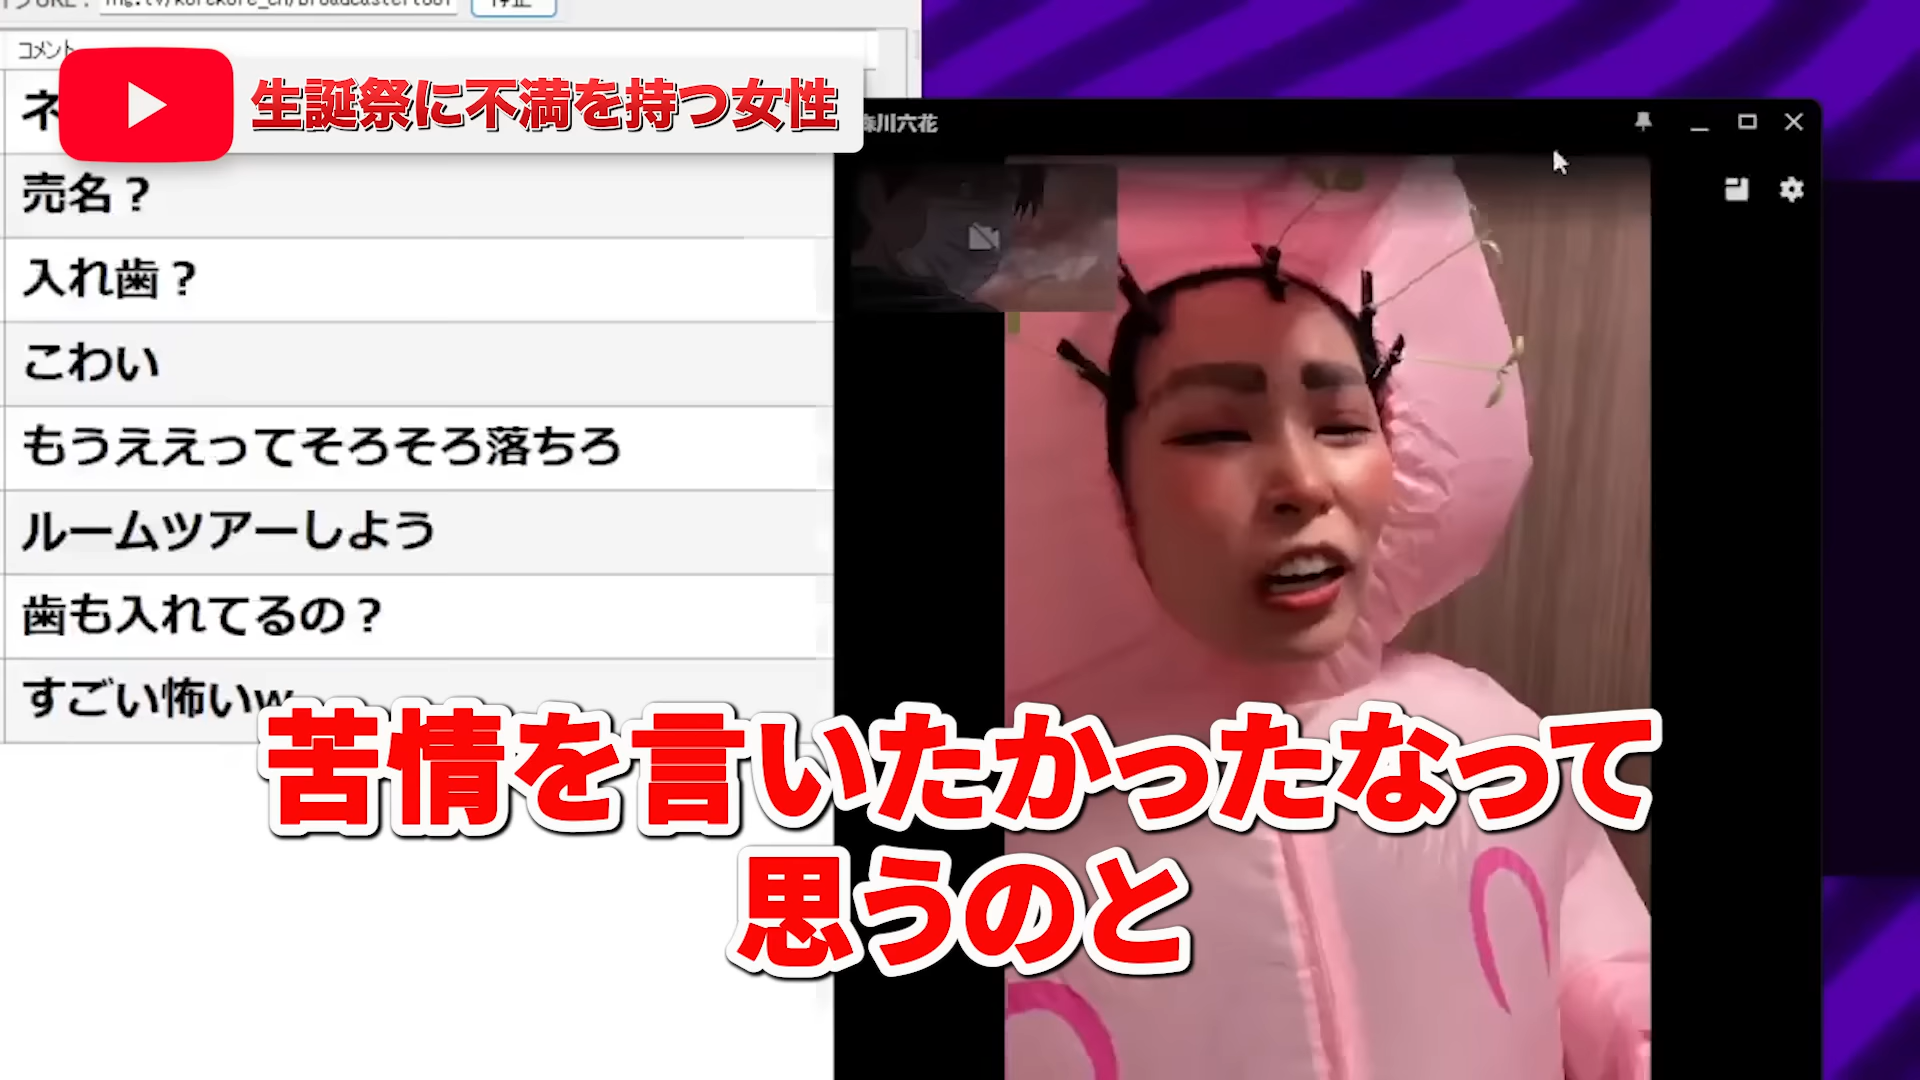 コメント
生誕祭に不満を持つ女性
ネ
売名？
入れ歯？
こわい
もうええってそろそろ落ちろ
ルームツアーしよう
歯も入れてるの？
すごい怖いw
森川六花
苦情を言いたかったなって
思うのと